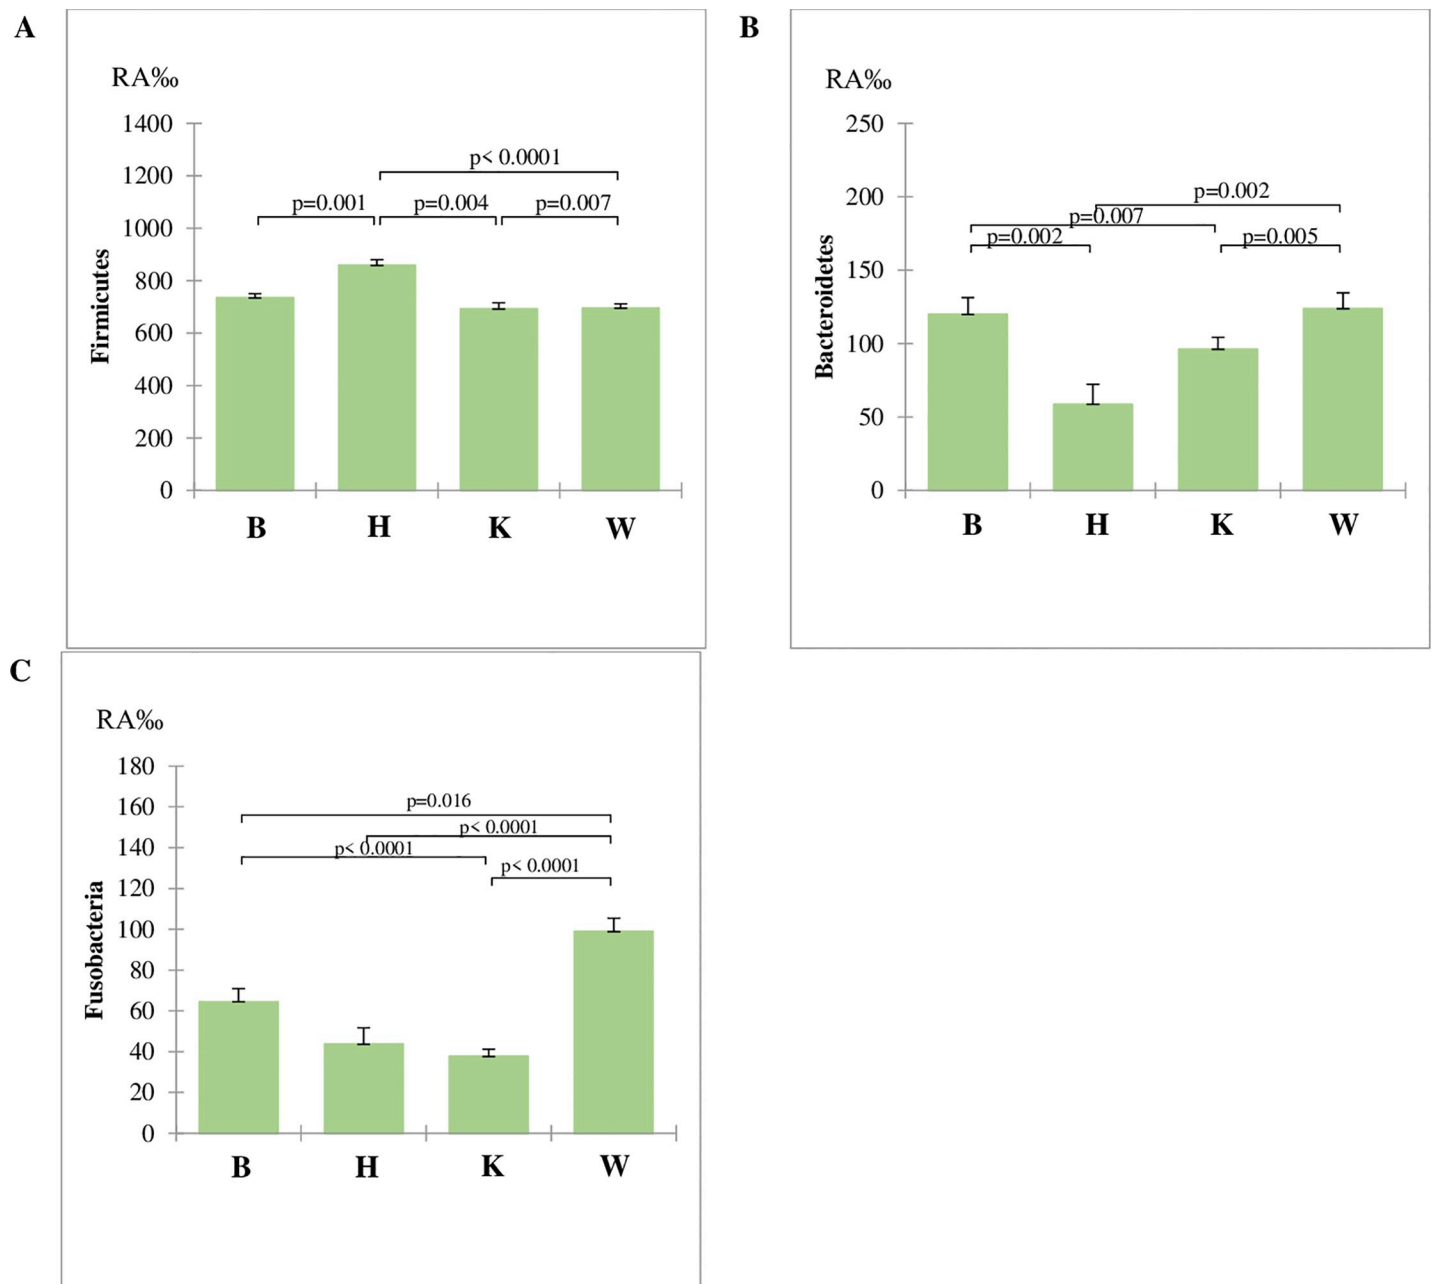 A
RA‰
1400
1200
1000
800
600
400
200
0
Firmicutes
p< 0.0001
p=0.001
p=0.004
p=0.007
B
H
K
W
B
RA‰
250
200
150
100
50
0
Bacteroidetes
p=0.002
p=0.007
p=0.002
p=0.005
B
H
K
W
C
RA‰
180
160
140
120
100
80
60
40
20
0
Fusobacteria
p=0.016
p< 0.0001
p< 0.0001
p< 0.0001
B
H
K
W